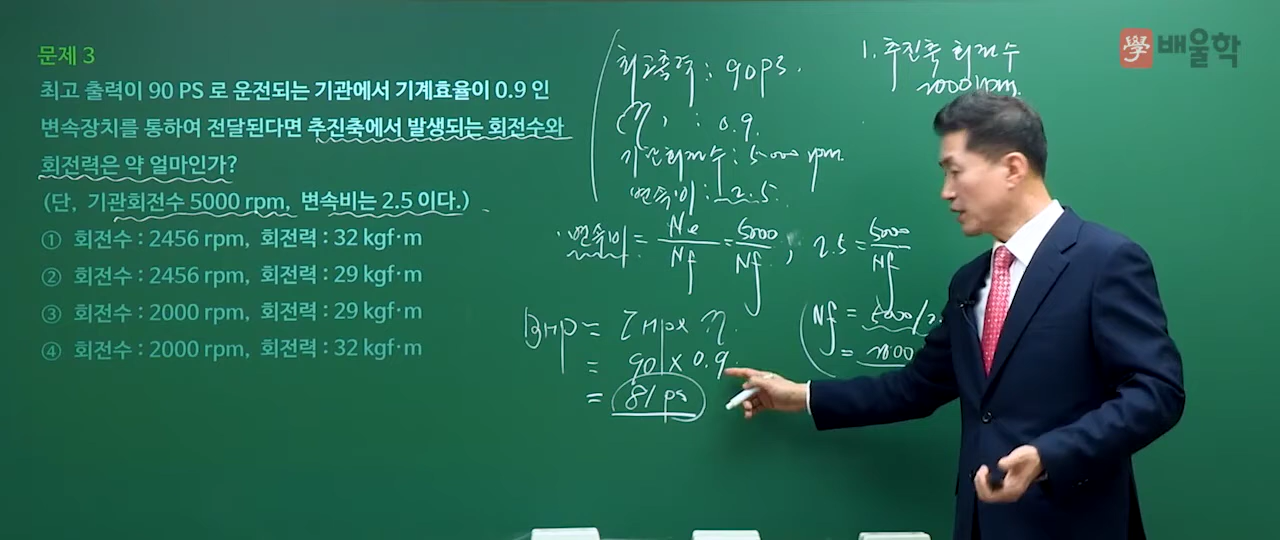 문제 3
최고 출력이 90 PS 로 운전되는 기관에서 기계효율이 0.9 인
변속장치를 통하여 전달된다면 추진축에서 발생되는 회전수와
회전력은 약 얼마인가?
(단, 기관회전수 5000 rpm, 변속비는 2.5 이다.)
① 회전수 : 2456 rpm, 회전력 : 32 kgf·m
② 회전수 : 2456 rpm, 회전력 : 29 kgf·m
③ 회전수 : 2000 rpm, 회전력 : 29 kgf·m
④ 회전수 : 2000 rpm, 회전력 : 32 kgf·m
최고출력 : 90ps.
(η) : 0.9.
기관회전수 : 5000 rpm.
변속비 : 2.5.
변속비 = Ne/Nf = 5000/Nf , 2.5 = 5000/Nf
BHP = IHP × η.
= 90 × 0.9.
= 81 ps
Nf = 5000/2.
= 2000
1. 추진축 회전수
2000 rpm.
學 배울학